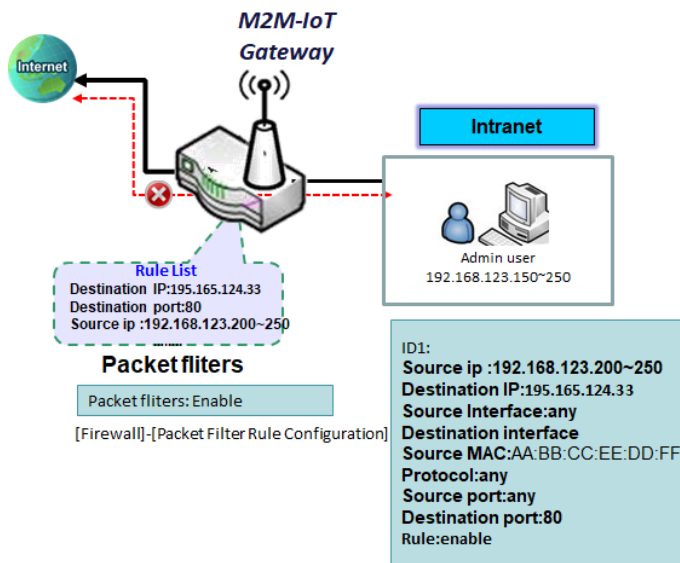 M2M-IoT
Gateway
Internet
Intranet
Admin user
192.168.123.150~250
Rule List
Destination IP:195.165.124.33
Destination port:80
Source ip :192.168.123.200~250
Packet fliters
Packet fliters: Enable
[Firewall]-[Packet Filter Rule Configuration]
ID1:
Source ip :192.168.123.200~250
Destination IP:195.165.124.33
Source Interface:any
Destination interface
Source MAC:AA:BB:CC:EE:DD:FF
Protocol:any
Source port:any
Destination port:80
Rule:enable